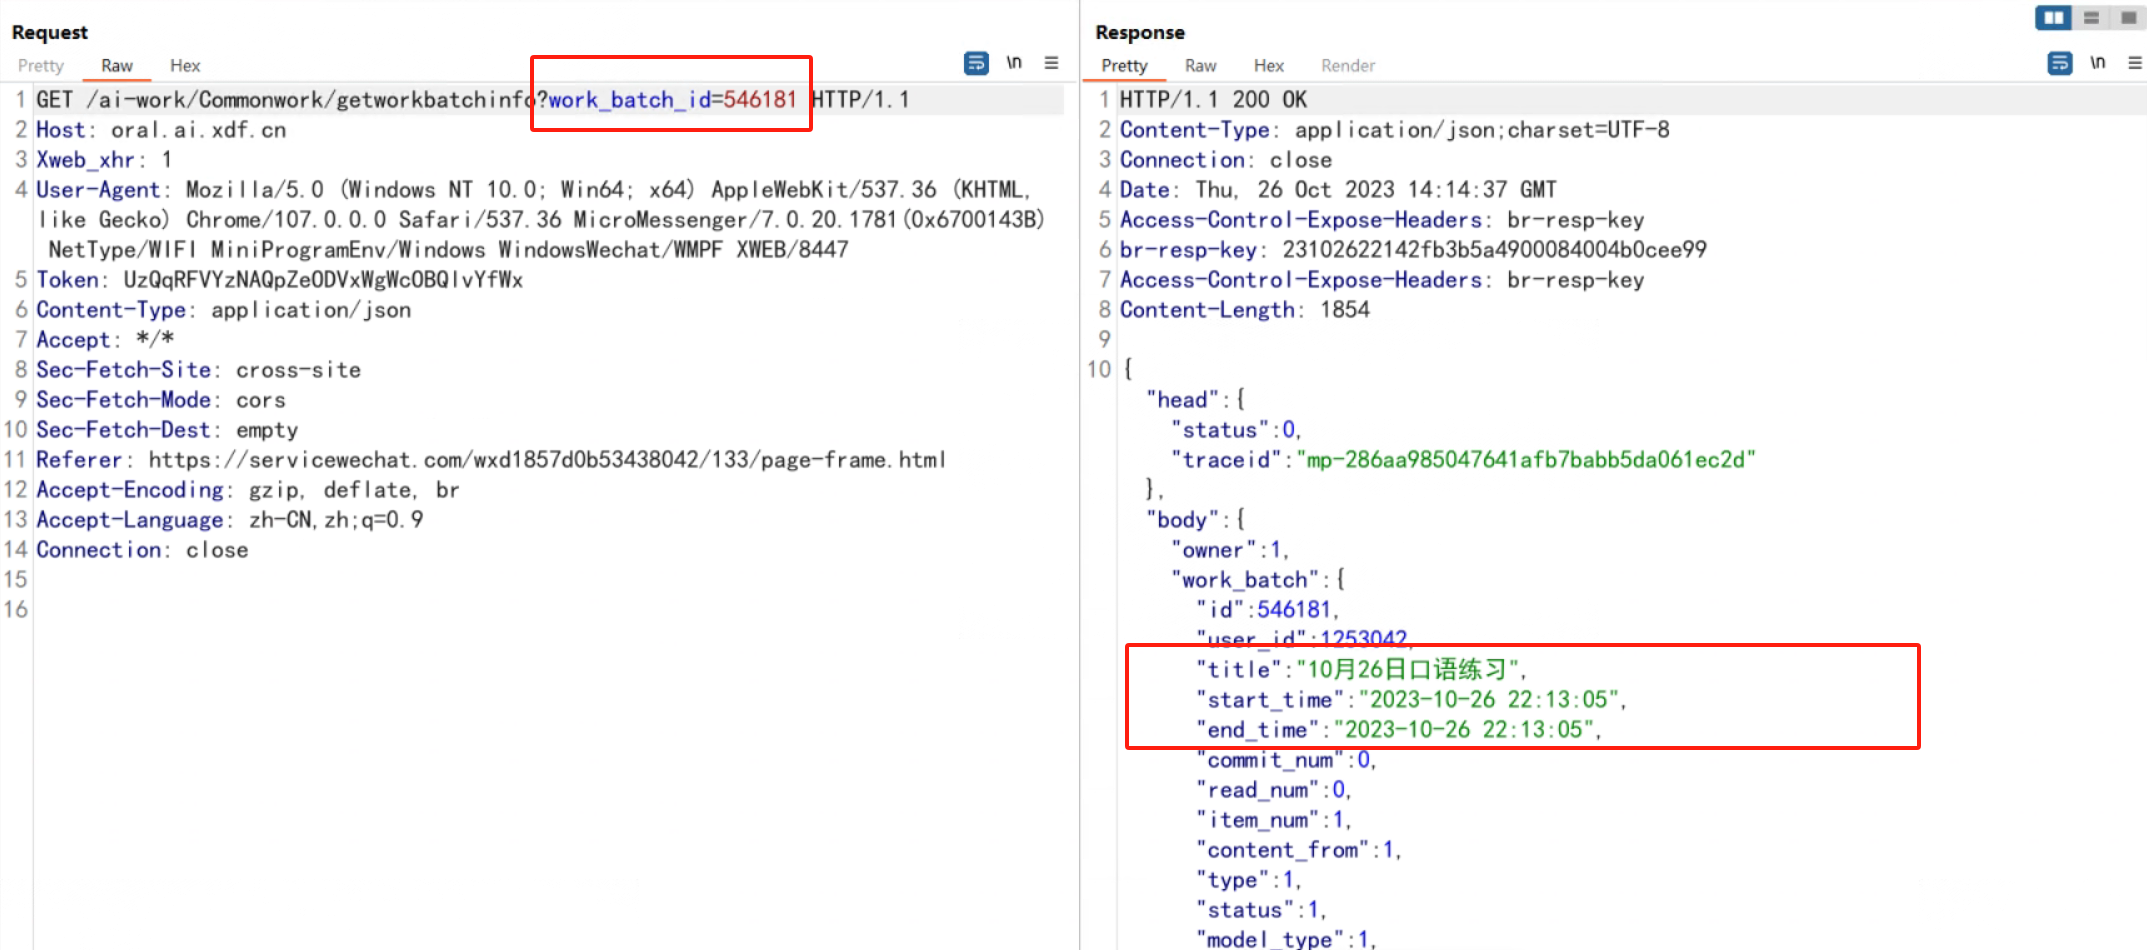 Request
Pretty Raw Hex
\n
1 GET /ai-work/Commonwork/getworkbatchinfo?work_batch_id=546181 HTTP/1.1
2 Host: oral.ai.xdf.cn
3 Xweb_xhr: 1
4 User-Agent: Mozilla/5.0 (Windows NT 10.0; Win64; x64) AppleWebKit/537.36 (KHTML,
like Gecko) Chrome/107.0.0.0 Safari/537.36 MicroMessenger/7.0.20.1781(0x6700143B)
NetType/WIFI MiniProgramEnv/Windows WindowsWechat/WMPF XWEB/8447
5 Token: UzQqRFVYzNAQpZeODVxWgWcOBQlvYfWx
6 Content-Type: application/json
7 Accept: */*
8 Sec-Fetch-Site: cross-site
9 Sec-Fetch-Mode: cors
10 Sec-Fetch-Dest: empty
11 Referer: https://servicewechat.com/wxd1857d0b53438042/133/page-frame.html
12 Accept-Encoding: gzip, deflate, br
13 Accept-Language: zh-CN,zh;q=0.9
14 Connection: close
15
16
Response
Pretty Raw Hex Render
\n
1 HTTP/1.1 200 OK
2 Content-Type: application/json;charset=UTF-8
3 Connection: close
4 Date: Thu, 26 Oct 2023 14:14:37 GMT
5 Access-Control-Expose-Headers: br-resp-key
6 br-resp-key: 23102622142fb3b5a4900084004b0cee99
7 Access-Control-Expose-Headers: br-resp-key
8 Content-Length: 1854
9
10 {
"head":{
"status":0,
"traceid":"mp-286aa985047641afb7babb5da061ec2d"
},
"body":{
"owner":1,
"work_batch":{
"id":546181,
"user_id":1253042,
"title":"10月26日口语练习",
"start_time":"2023-10-26 22:13:05",
"end_time":"2023-10-26 22:13:05",
"commit_num":0,
"read_num":0,
"item_num":1,
"content_from":1,
"type":1,
"status":1,
"model_type":1,